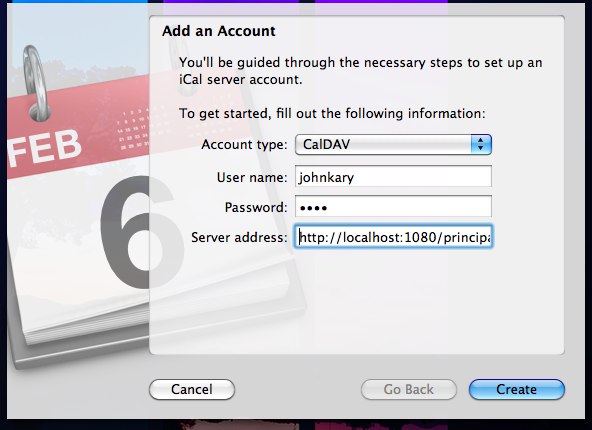 Add an Account
You'll be guided through the necessary steps to set up an
iCal server account.
To get started, fill out the following information:
Account type: CalDAV
User name: johnkary
Password: ••••
Server address: http://localhost:1080/principa
FEB
6
Cancel
Go Back
Create